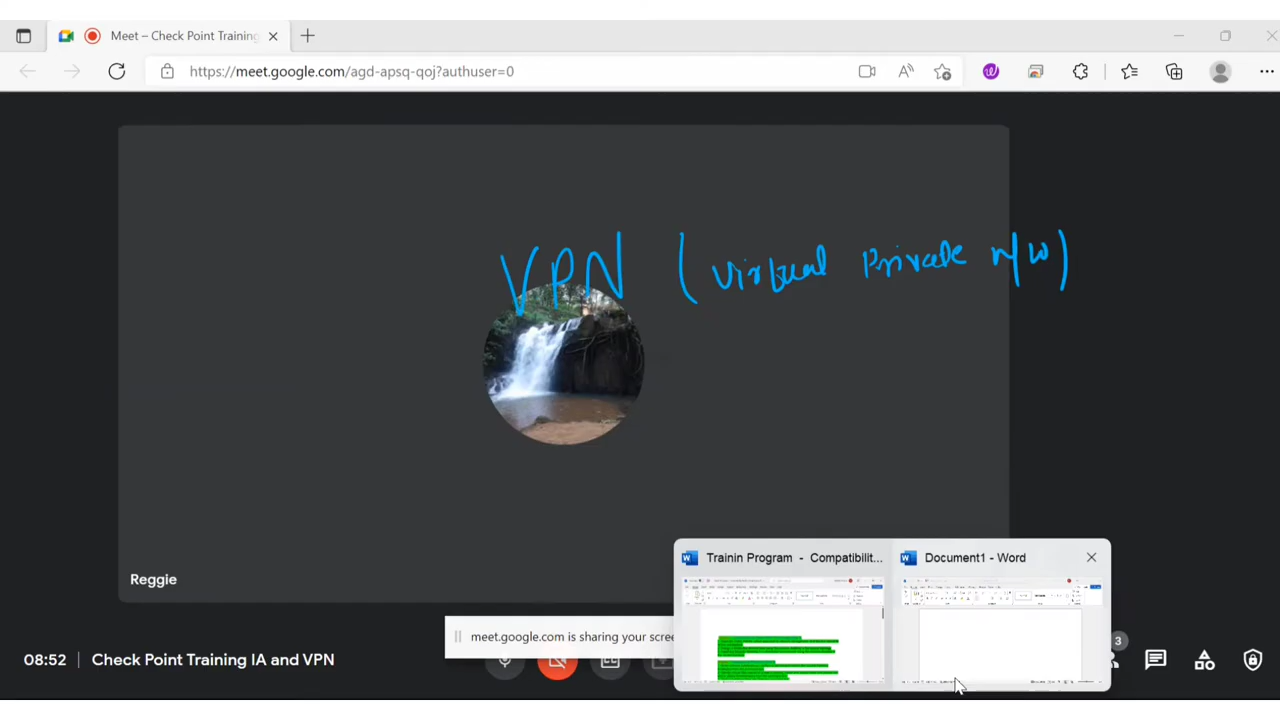 Meet – Check Point Training
https://meet.google.com/agd-apsq-qoj?authuser=0
VPN (Virtual Private n/w)
Reggie
Trainin Program - Compatibilit...
Document1 - Word
meet.google.com is sharing your scree
3
08:52 | Check Point Training IA and VPN